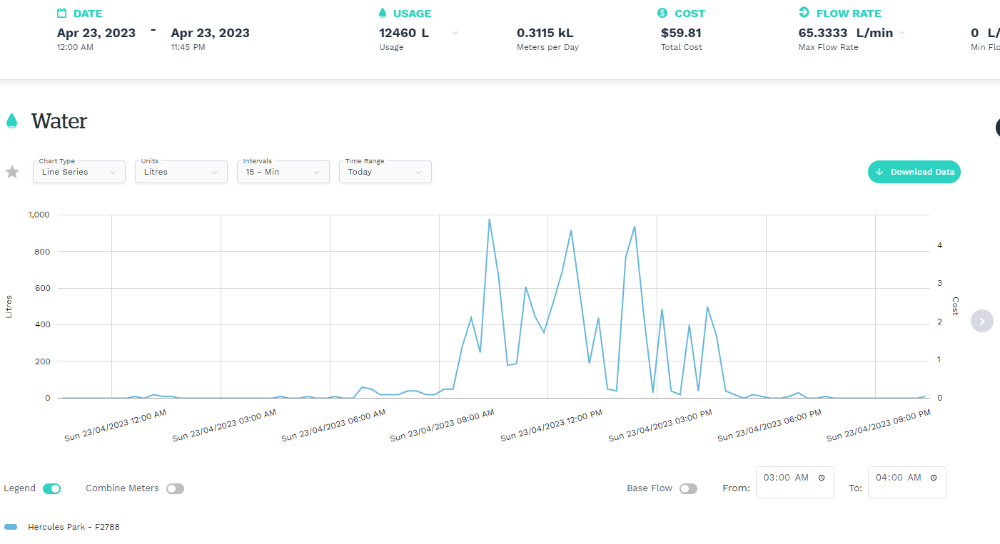 DATE
USAGE
COST
FLOW RATE
Apr 23, 2023 - Apr 23, 2023
12460 L
0.3115 kL
$59.81
65.3333 L/min
0 L/
12:00 AM
11:45 PM
Usage
Meters per Day
Total Cost
Max Flow Rate
Min Flo
Water
Chart Type
Units
Intervals
Time Range
Line Series
Litres
15 - Min
Today
Download Data
1,000
800
600
400
200
0
Litres
4
3
2
1
0
Cost
Sun 23/04/2023 12:00 AM
Sun 23/04/2023 03:00 AM
Sun 23/04/2023 06:00 AM
Sun 23/04/2023 09:00 AM
Sun 23/04/2023 12:00 PM
Sun 23/04/2023 03:00 PM
Sun 23/04/2023 06:00 PM
Sun 23/04/2023 09:00 PM
Legend
Combine Meters
Base Flow
From:
03:00 AM
To:
04:00 AM
Hercules Park - F2788